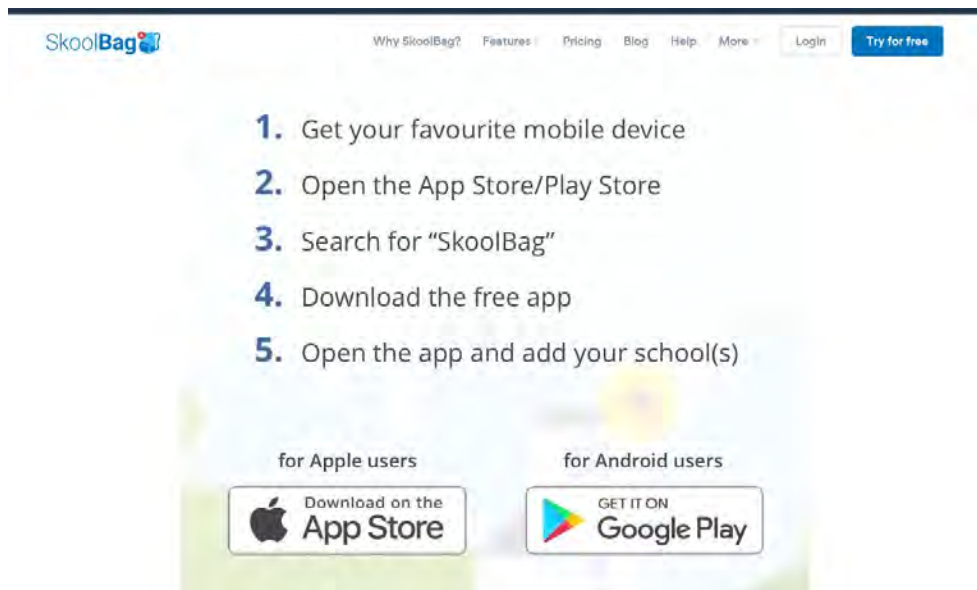 SkoolBag
Why SkoolBag? Features Pricing Blog Help More Login Try for free
1. Get your favourite mobile device
2. Open the App Store/Play Store
3. Search for “SkoolBag”
4. Download the free app
5. Open the app and add your school(s)
for Apple users
for Android users
Download on the
App Store
GET IT ON
Google Play